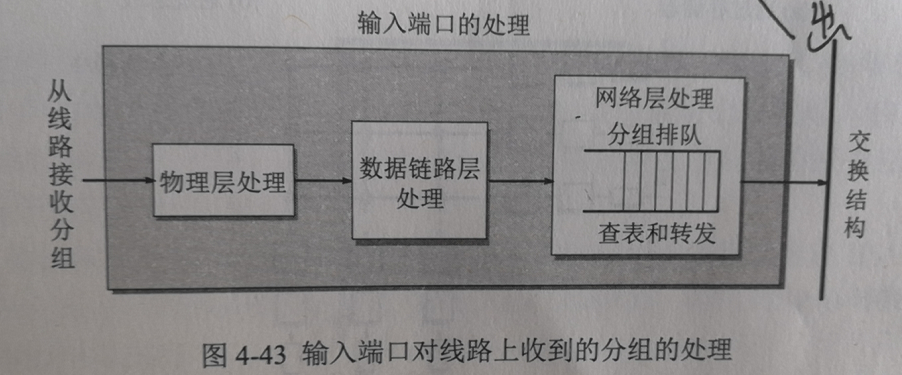 输入端口的处理
出
从线路接收分组
物理层处理
数据链路层
处理
网络层处理
分组排队
查表和转发
交换结构
图 4-43 输入端口对线路上收到的分组的处理